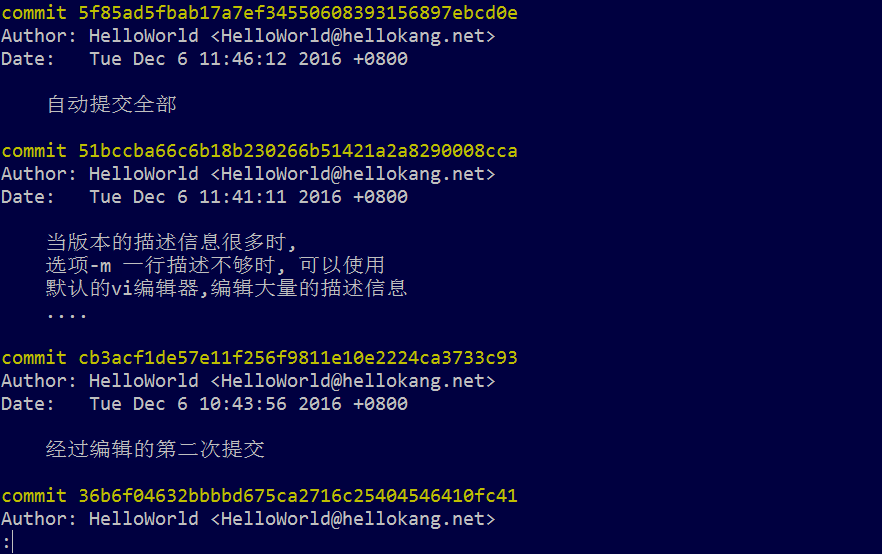 commit 5f85ad5fbab17a7ef34550608393156897ebcd0e
Author: HelloWorld <HelloWorld@hellokang.net>
Date:   Tue Dec 6 11:46:12 2016 +0800
    自动提交全部
commit 51bccba66c6b18b230266b51421a2a8290008cca
Author: HelloWorld <HelloWorld@hellokang.net>
Date:   Tue Dec 6 11:41:11 2016 +0800
    当版本的描述信息很多时,
    选项-m 一行描述不够时, 可以使用
    默认的vi编辑器,编辑大量的描述信息
    ....
commit cb3acf1de57e11f256f9811e10e2224ca3733c93
Author: HelloWorld <HelloWorld@hellokang.net>
Date:   Tue Dec 6 10:43:56 2016 +0800
    经过编辑的第二次提交
commit 36b6f04632bbbbd675ca2716c25404546410fc41
Author: HelloWorld <HelloWorld@hellokang.net>
: